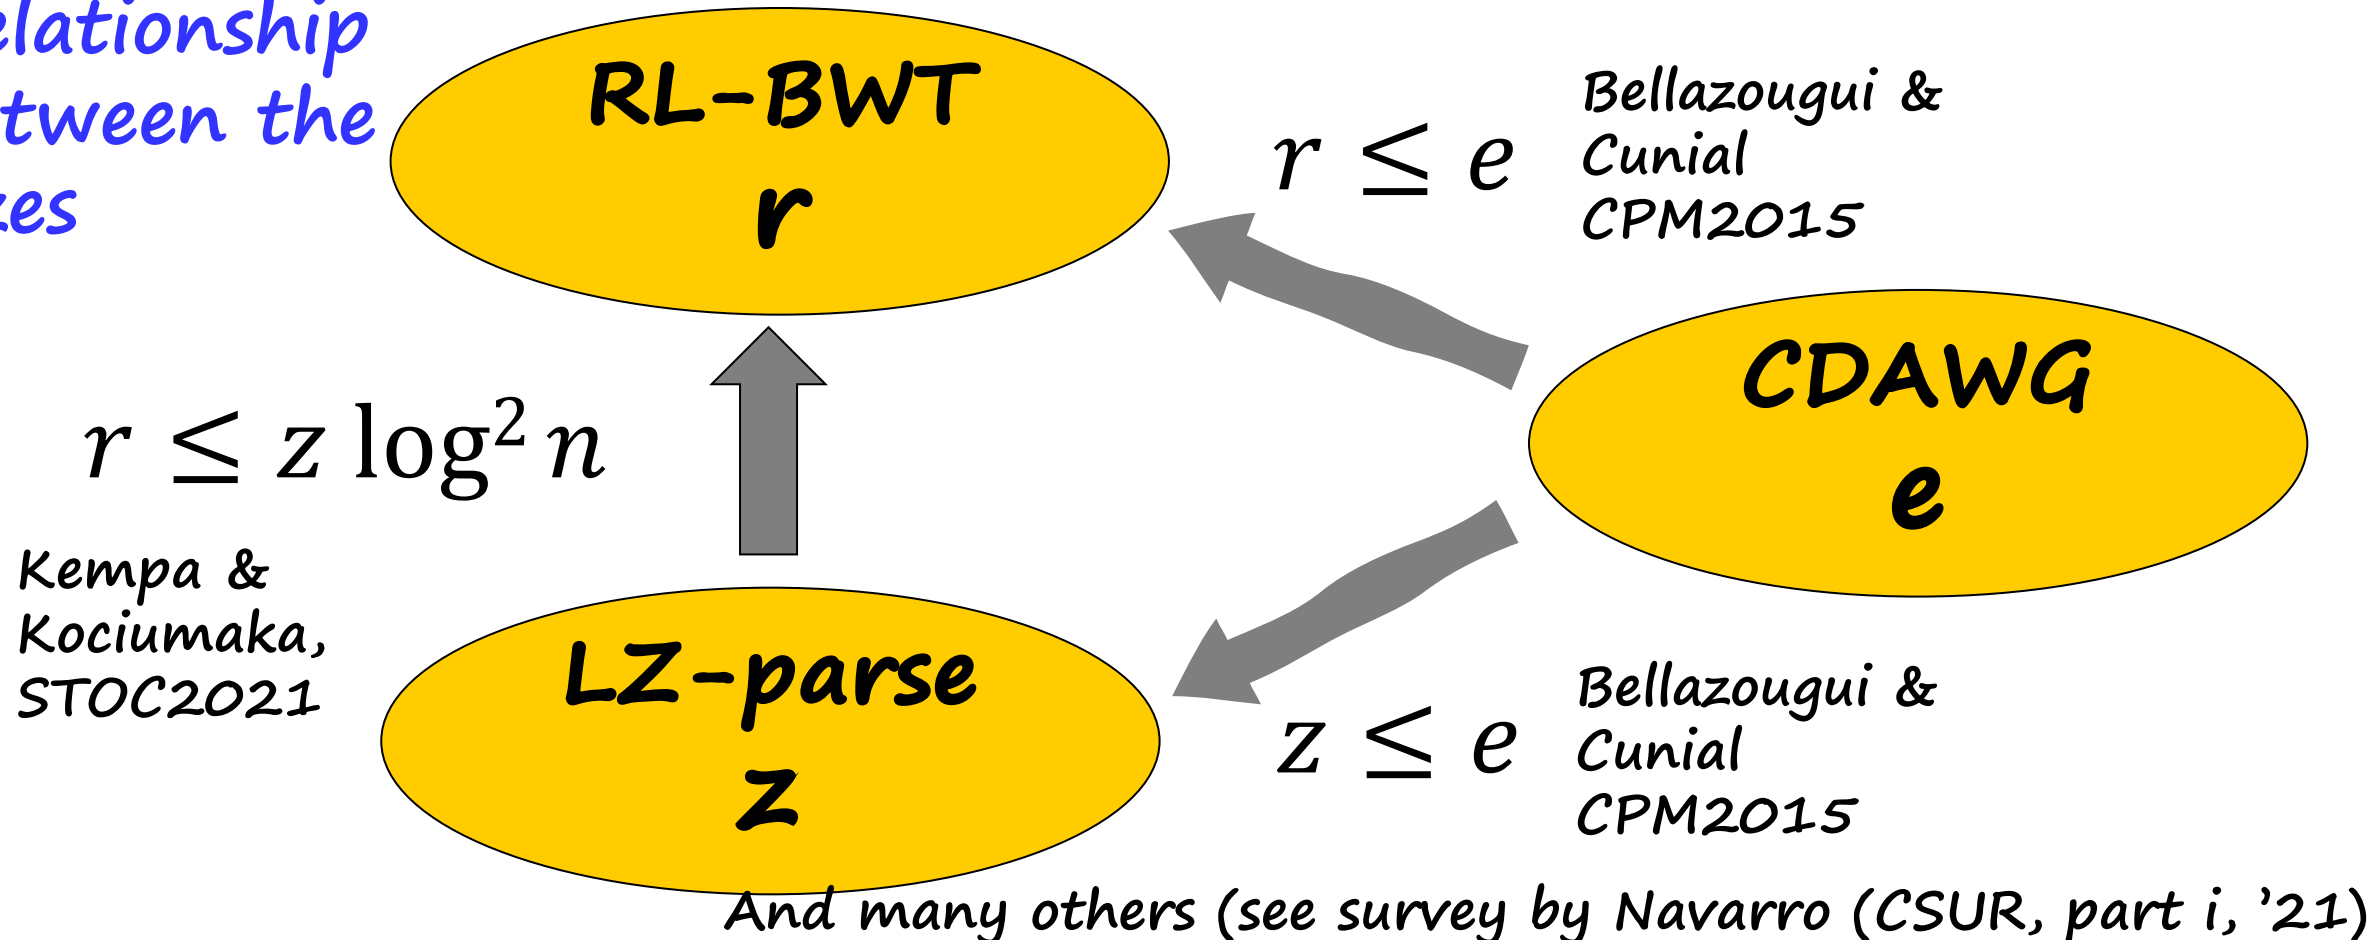 elationship
tween the
RL-BWT
r
r ≤ e
Bellazougui &
Cunial
CPM2015
CDAWG
e
r ≤ z log² n
Kempa &
Kociumaka,
STOC2021
LZ-parse
z
z ≤ e
Bellazougui &
Cunial
CPM2015
And many others (see survey by Navarro (CSUR, part i, ’21)